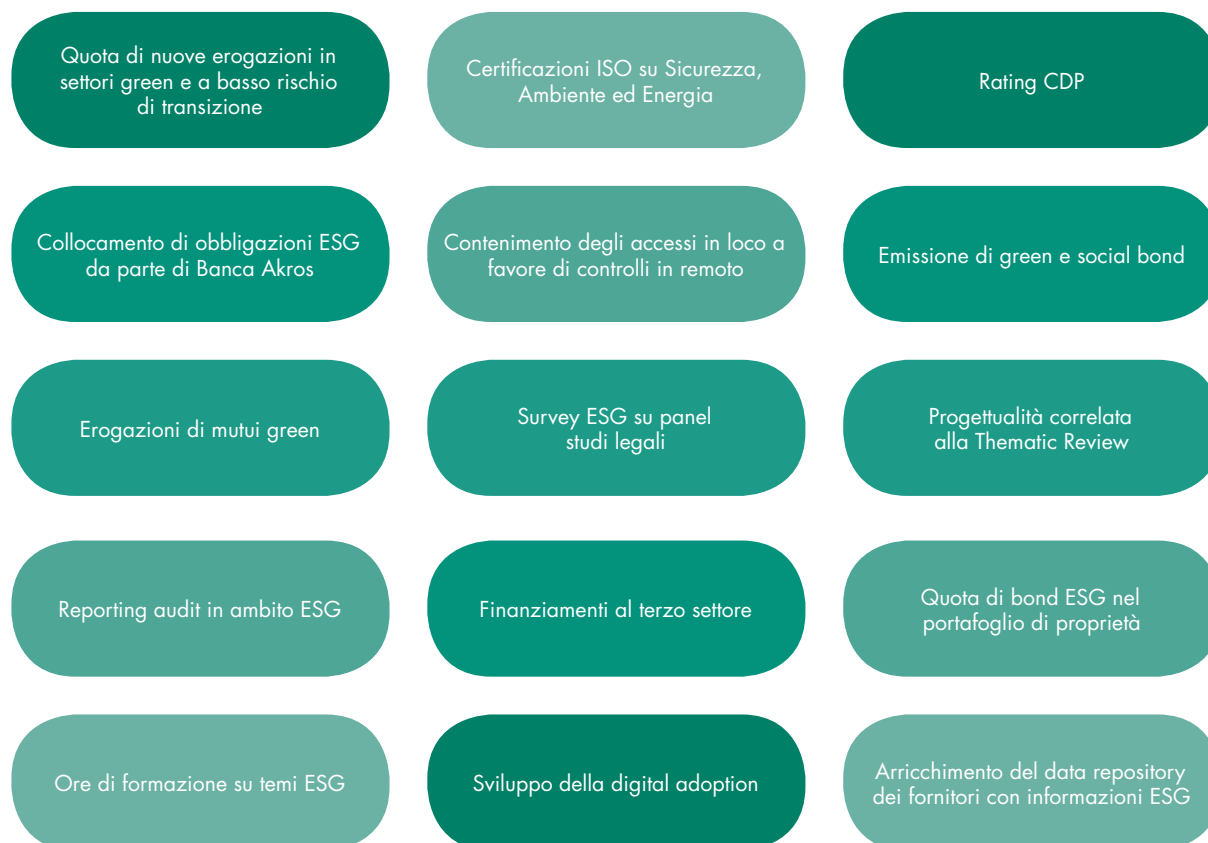 Quota di nuove erogazioni in
settori green e a basso rischio
di transizione
Certificazioni ISO su Sicurezza,
Ambiente ed Energia
Rating CDP
Collocamento di obbligazioni ESG
da parte di Banca Akros
Contenimento degli accessi in loco a
favore di controlli in remoto
Emissione di green e social bond
Erogazioni di mutui green
Survey ESG su panel
studi legali
Progettualità correlata
alla Thematic Review
Reporting audit in ambito ESG
Finanziamenti al terzo settore
Quota di bond ESG nel
portafoglio di proprietà
Ore di formazione su temi ESG
Sviluppo della digital adoption
Arricchimento del data repository
dei fornitori con informazioni ESG